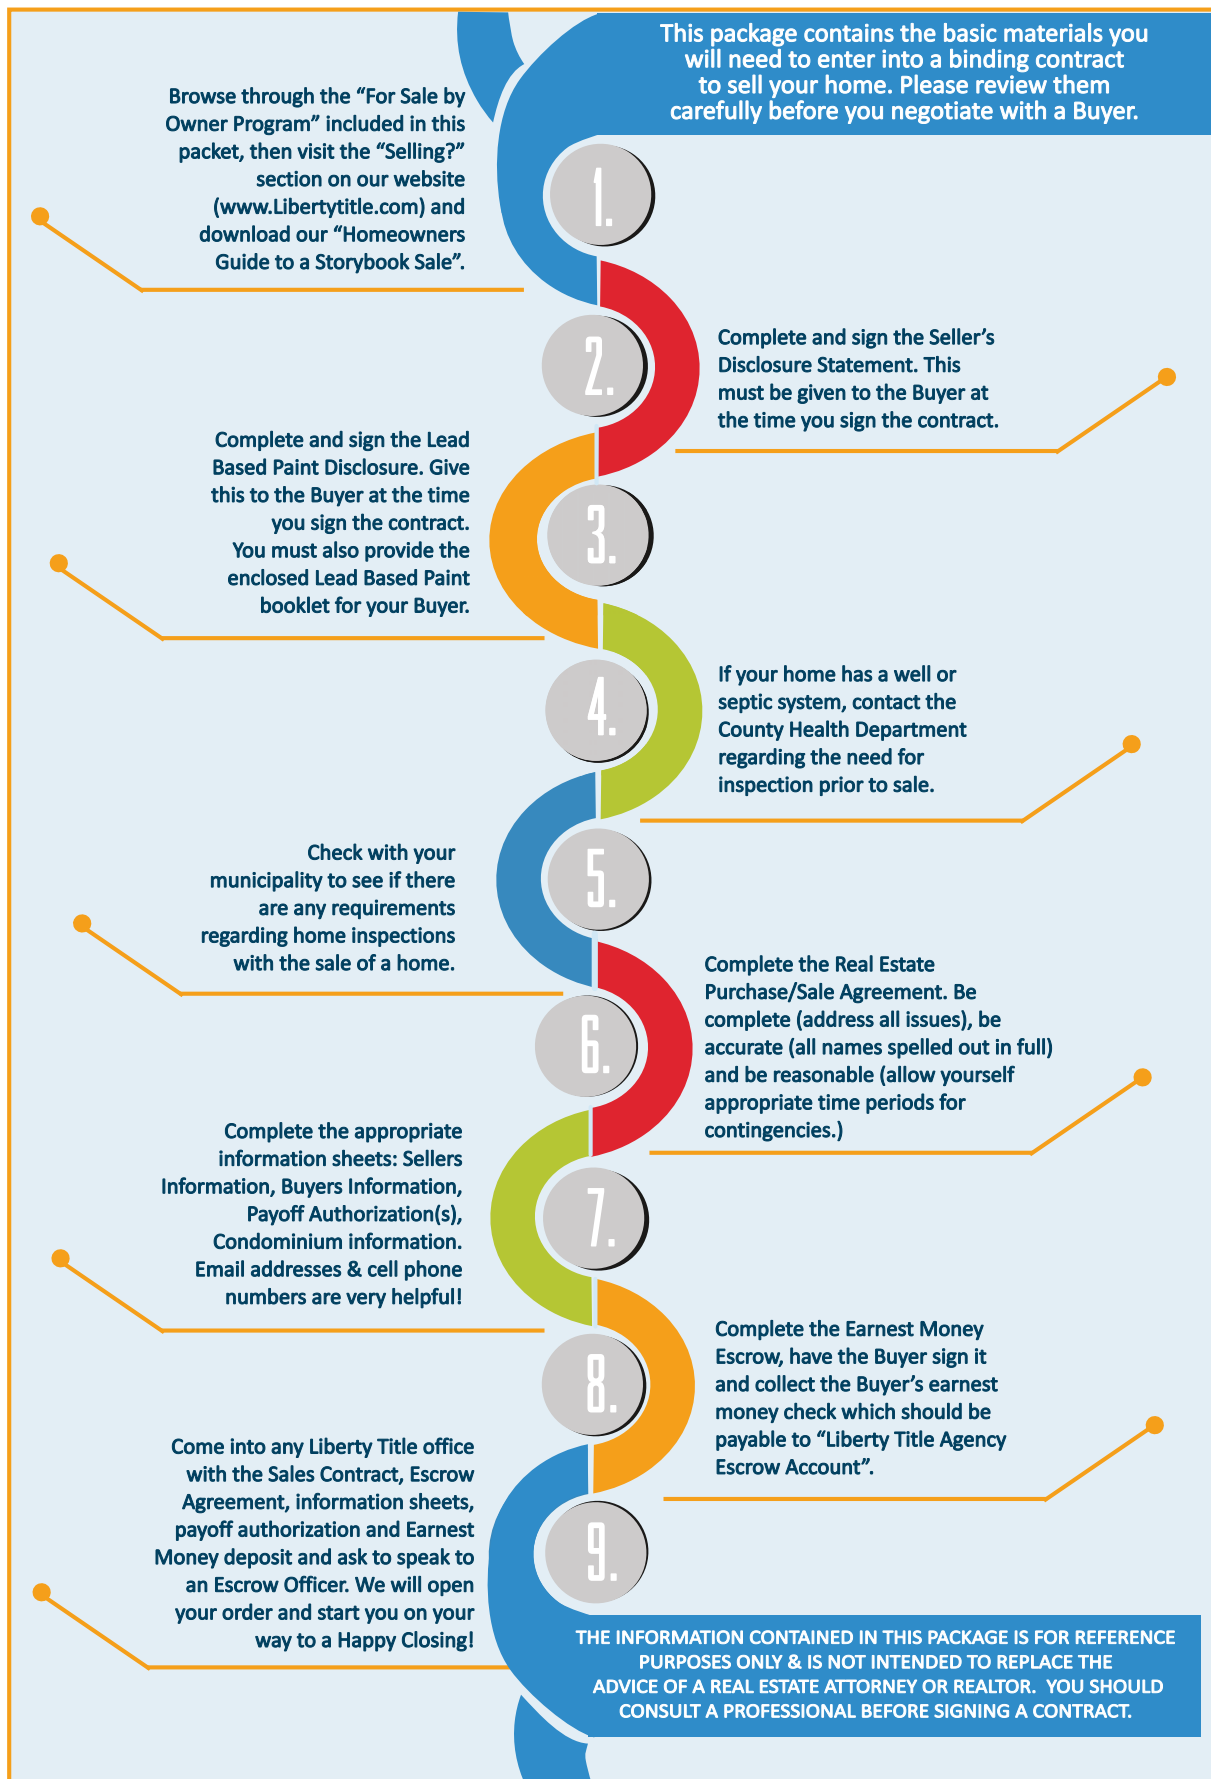 This package contains the basic materials you
will need to enter into a binding contract
to sell your home. Please review them
carefully before you negotiate with a Buyer.
Browse through the “For Sale by
Owner Program” included in this
packet, then visit the “Selling?”
section on our website
(www.Libertytitle.com) and
download our “Homeowners
Guide to a Storybook Sale”.
1.
2.
Complete and sign the Seller’s
Disclosure Statement. This
must be given to the Buyer at
the time you sign the contract.
Complete and sign the Lead
Based Paint Disclosure. Give
this to the Buyer at the time
you sign the contract.
You must also provide the
enclosed Lead Based Paint
booklet for your Buyer.
3.
4.
If your home has a well or
septic system, contact the
County Health Department
regarding the need for
inspection prior to sale.
Check with your
municipality to see if there
are any requirements
regarding home inspections
with the sale of a home.
5.
6.
Complete the Real Estate
Purchase/Sale Agreement. Be
complete (address all issues), be
accurate (all names spelled out in full)
and be reasonable (allow yourself
appropriate time periods for
contingencies.)
Complete the appropriate
information sheets: Sellers
Information, Buyers Information,
Payoff Authorization(s),
Condominium information.
Email addresses & cell phone
numbers are very helpful!
7.
8.
Complete the Earnest Money
Escrow, have the Buyer sign it
and collect the Buyer’s earnest
money check which should be
payable to “Liberty Title Agency
Escrow Account”.
Come into any Liberty Title office
with the Sales Contract, Escrow
Agreement, information sheets,
payoff authorization and Earnest
Money deposit and ask to speak to
an Escrow Officer. We will open
your order and start you on your
way to a Happy Closing!
9.
THE INFORMATION CONTAINED IN THIS PACKAGE IS FOR REFERENCE
PURPOSES ONLY & IS NOT INTENDED TO REPLACE THE
ADVICE OF A REAL ESTATE ATTORNEY OR REALTOR. YOU SHOULD
CONSULT A PROFESSIONAL BEFORE SIGNING A CONTRACT.